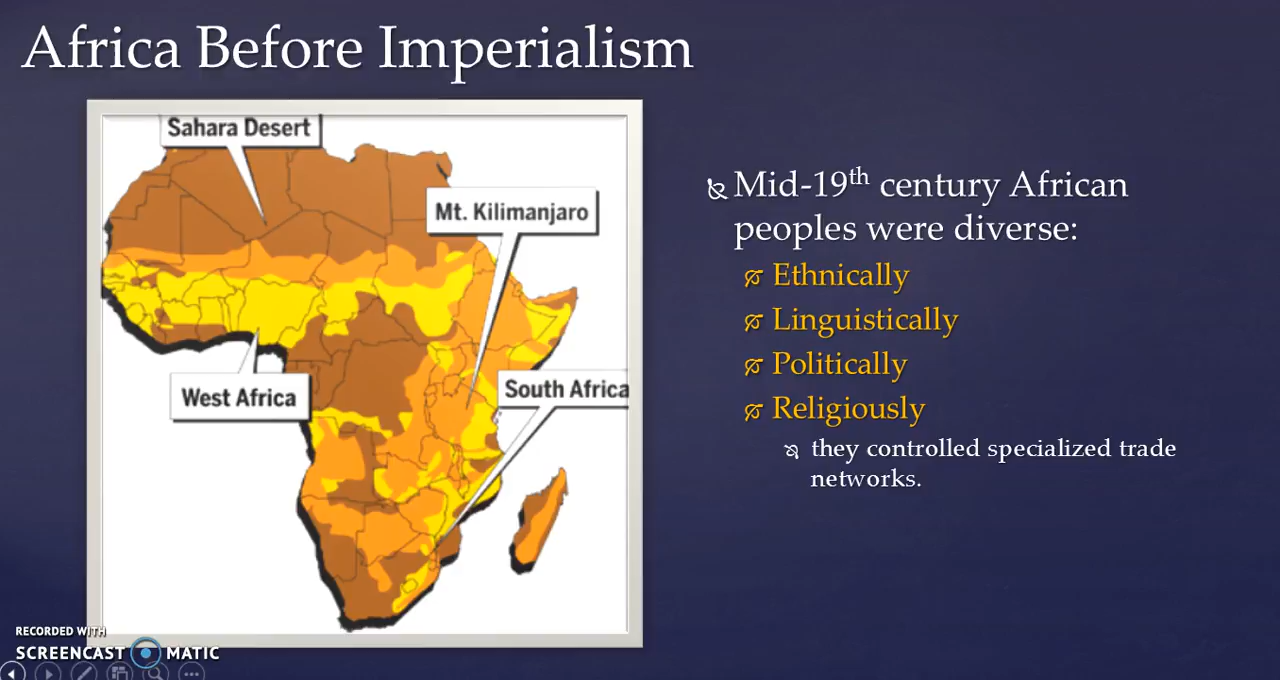 Africa Before Imperialism
Sahara Desert
Mt. Kilimanjaro
West Africa
South Africa
Mid-19th century African
peoples were diverse:
Ethnically
Linguistically
Politically
Religiously
they controlled specialized trade
networks.
RECORDED WITH
SCREENCAST MATIC